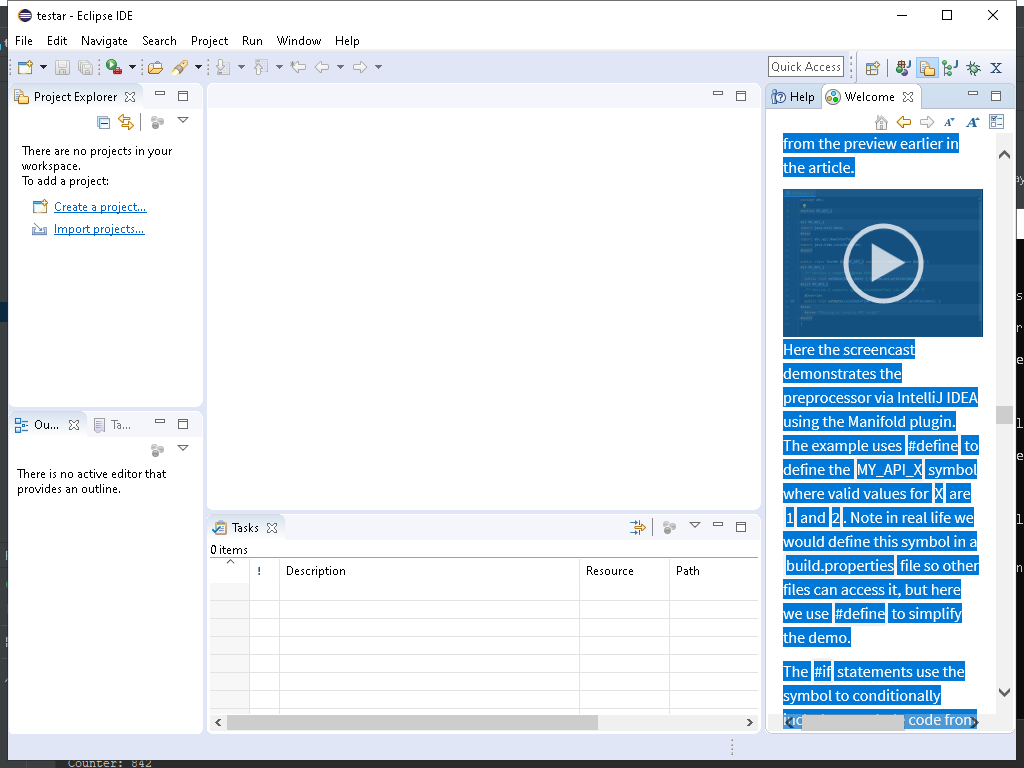 testar - Eclipse IDE
File Edit Navigate Search Project Run Window Help
Quick Access
Project Explorer
There are no projects in your
workspace.
To add a project:
Create a project...
Import projects...
Ou...
Ta...
There is no active editor that
provides an outline.
Tasks
0 items
! Description Resource Path
Help Welcome
from the preview earlier in
the article.
Here the screencast
demonstrates the
preprocessor via IntelliJ IDEA
using the Manifold plugin.
The example uses #define to
define the MY_API_X symbol
where valid values for X are
1 and 2. Note in real life we
would define this symbol in a
build.properties file so other
files can access it, but here
we use #define to simplify
the demo.
The #if statements use the
symbol to conditionally
code from
Counter: 842